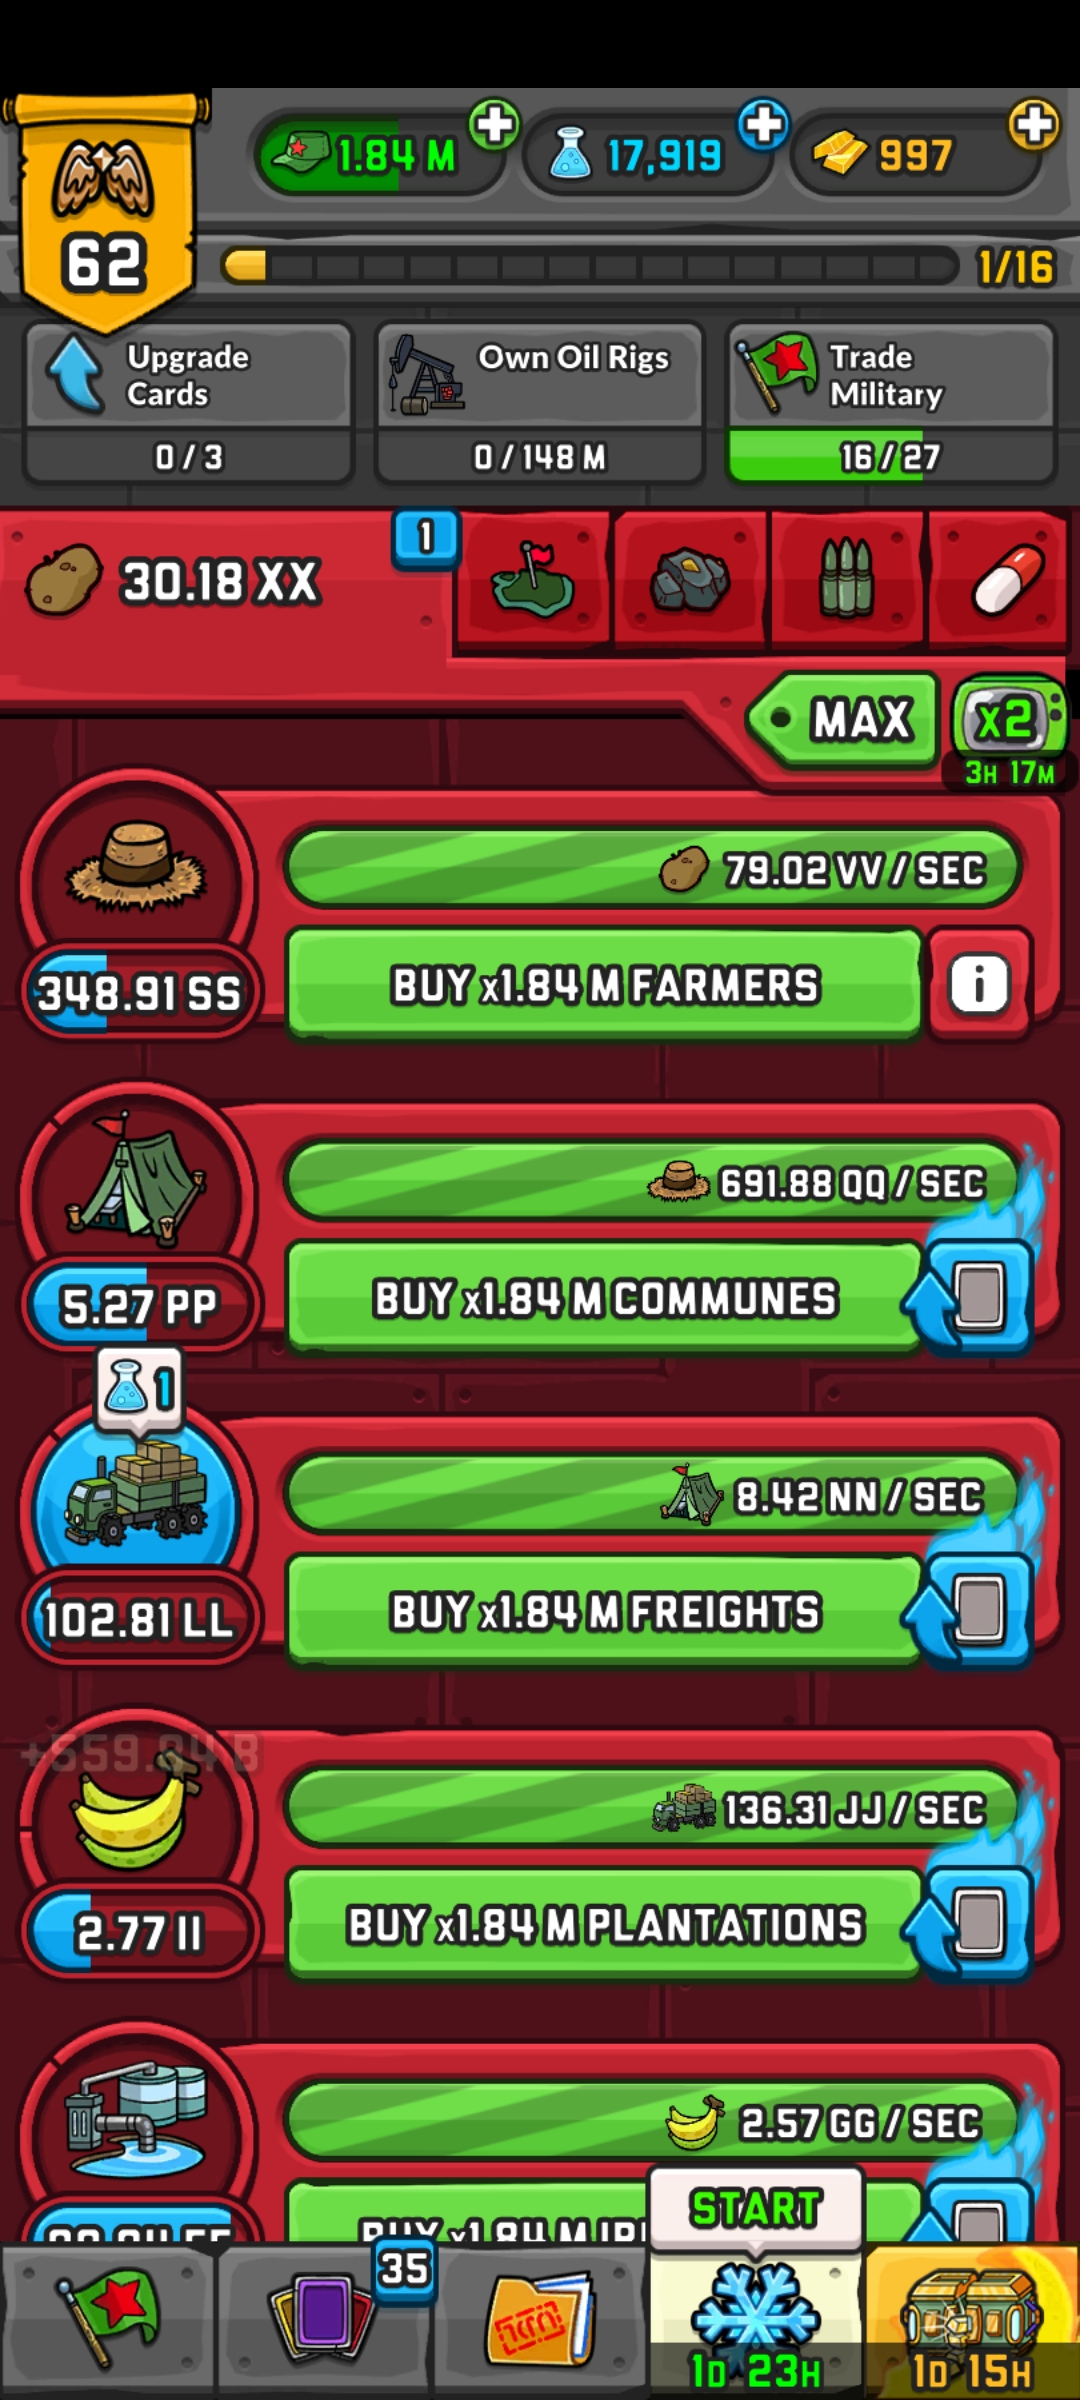 1.84 M
17,919
997
62
1/16
Upgrade
Cards
0 / 3
Own Oil Rigs
0 / 148 M
Trade
Military
16 / 27
30.18 XX
1
MAX
x2
3H 17M
79.02 VV / SEC
348.91 SS
BUY x1.84 M FARMERS
i
691.88 QQ / SEC
5.27 PP
BUY x1.84 M COMMUNES
1
8.42 NN / SEC
102.81 LL
BUY x1.84 M FREIGHTS
136.31 JJ / SEC
2.77 II
BUY x1.84 M PLANTATIONS
2.57 GG / SEC
BUY x1.84 M
START
35
1D 23H
1D 15H